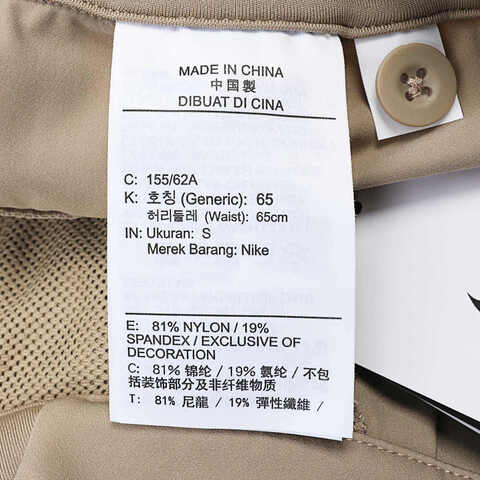 MADE IN CHINA
中国製
DIBUAT DI CINA
C: 155/62A
K: 호칭 (Generic): 65
허리둘레 (Waist): 65cm
IN: Ukuran: S
Merek Barang: Nike
E: 81% NYLON / 19%
SPANDEX / EXCLUSIVE OF
DECORATION
C: 81% 锦纶 / 19% 氨纶 / 不包
括装饰部分及非纤维物质
T: 81% 尼龍 / 19% 彈性纖維 /